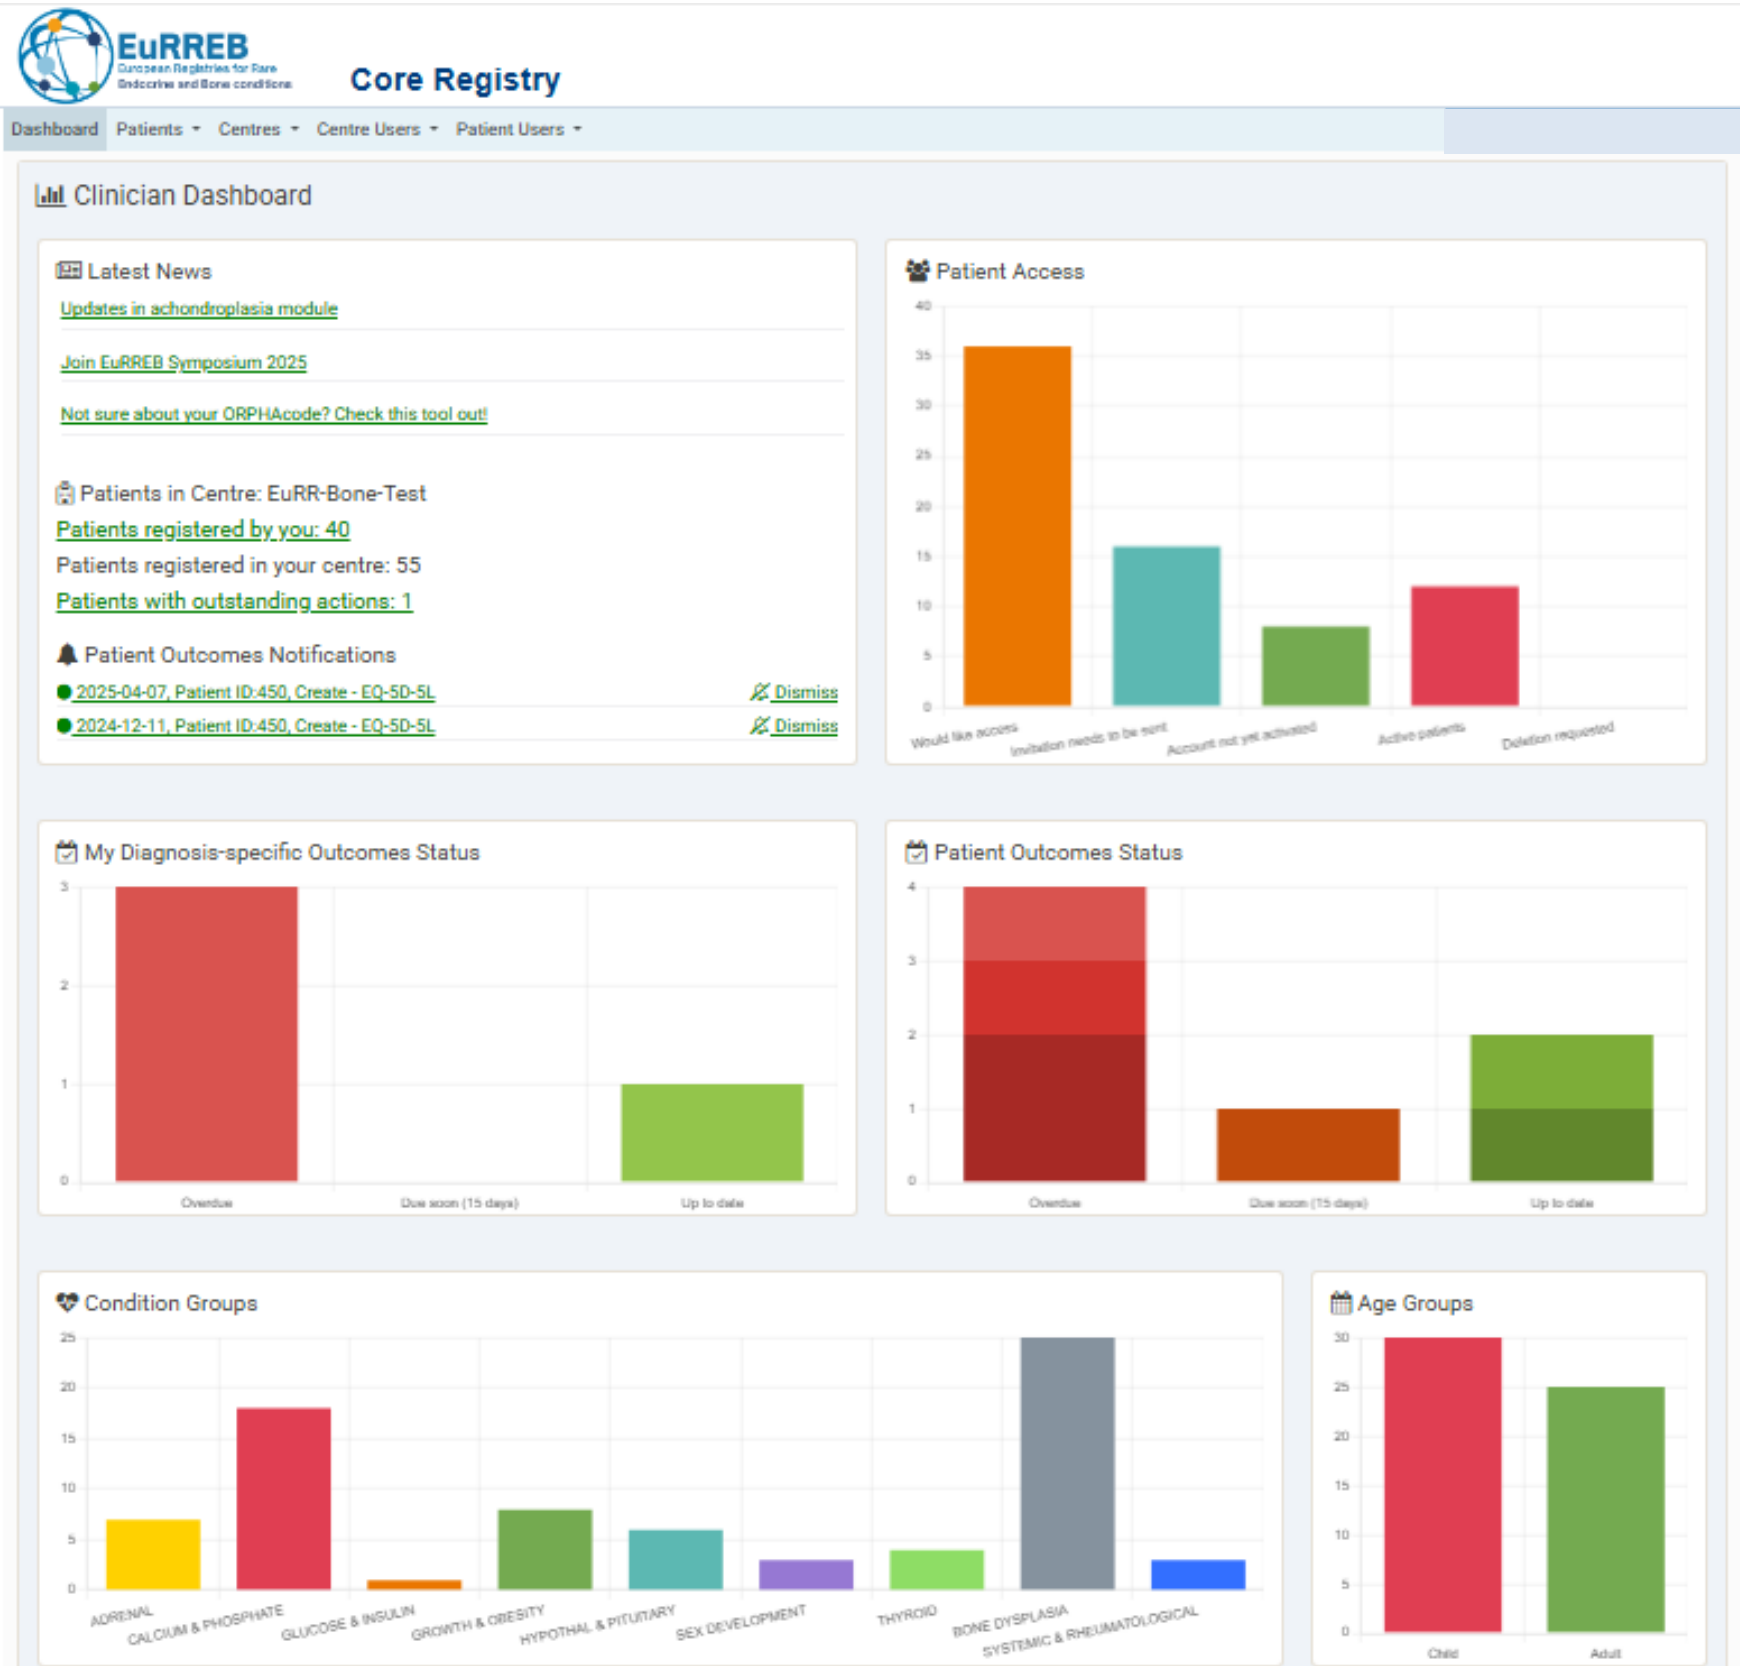 EuRREB
European Registries for Rare
Endocrine and Bone conditions
Core Registry
Dashboard Patients Centres Centre Users Patient Users
Clinician Dashboard
Latest News
Updates in achondroplasia module
Join EuRREB Symposium 2025
Not sure about your ORPHAcode? Check this tool out!
Patients in Centre: EuRR-Bone-Test
Patients registered by you: 40
Patients registered in your centre: 55
Patients with outstanding actions: 1
Patient Outcomes Notifications
2025-04-07, Patient ID:450, Create - EQ-5D-5L Dismiss
2024-12-11, Patient ID:450, Create - EQ-5D-5L Dismiss
Patient Access
40
35
30
25
20
15
10
5
0
Would like access
Invitation needs to be sent
Account not yet activated
Active patients
Deletion requested
My Diagnosis-specific Outcomes Status
3
2
1
0
Overdue Due soon (15 days) Up to date
Patient Outcomes Status
4
3
2
1
0
Overdue Due soon (15 days) Up to date
Condition Groups
25
20
15
10
5
0
ADRENAL
CALCIUM & PHOSPHATE
GLUCOSE & INSULIN
GROWTH & OBESITY
HYPOTHAL & PITUITARY
SEX DEVELOPMENT
THYROID
BONE DYSPLASIA
SYSTEMIC & RHEUMATOLOGICAL
Age Groups
30
25
20
15
10
5
0
Child Adult